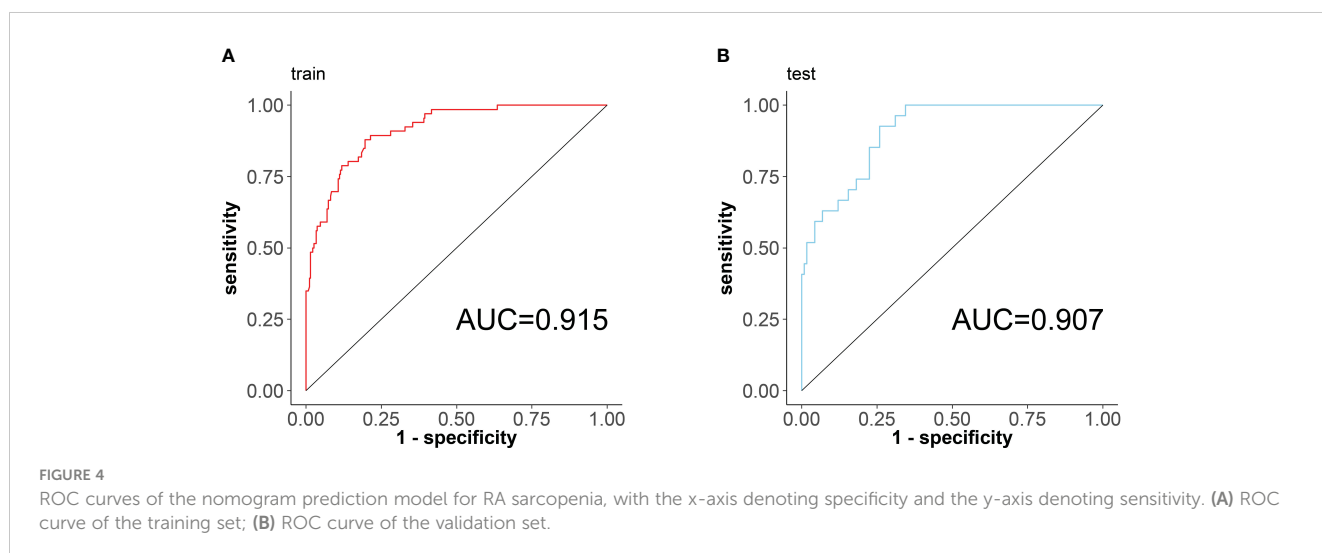 A
train
1.00
0.75
0.50
0.25
0.00
sensitivity
AUC=0.915
0.00 0.25 0.50 0.75 1.00
1 - specificity
B
test
1.00
0.75
0.50
0.25
0.00
sensitivity
AUC=0.907
0.00 0.25 0.50 0.75 1.00
1 - specificity
FIGURE 4
ROC curves of the nomogram prediction model for RA sarcopenia, with the x-axis denoting specificity and the y-axis denoting sensitivity. (A) ROC
curve of the training set; (B) ROC curve of the validation set.